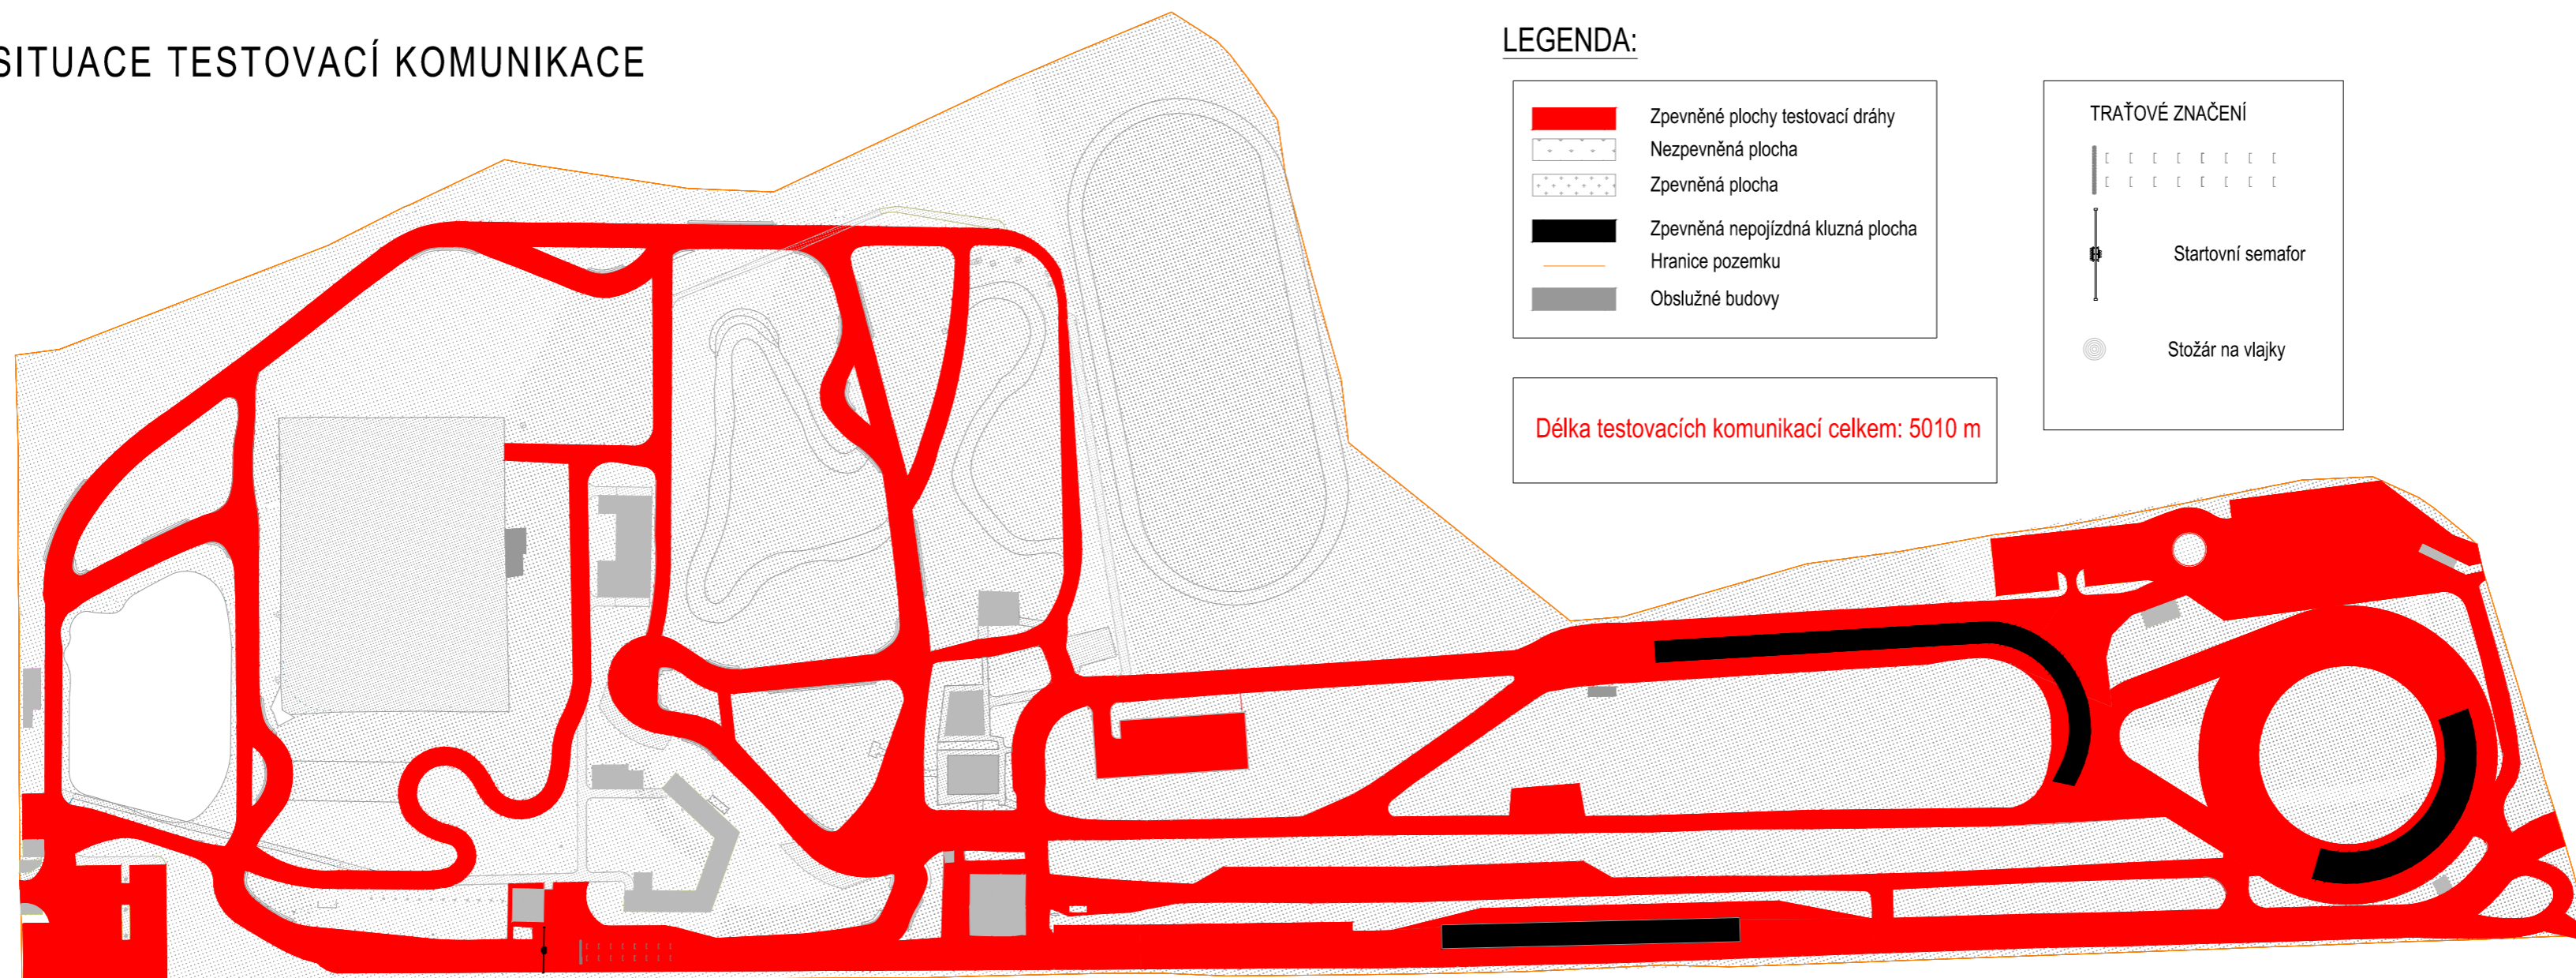 SITUACE TESTOVACÍ KOMUNIKACE
LEGENDA:
Zpevněné plochy testovací dráhy
Nezpevněná plocha
Zpevněná plocha
Zpevněná nepojízdná kluzná plocha
Hranice pozemku
Obslužné budovy
Délka testovacích komunikací celkem: 5010 m
TRAŤOVÉ ZNAČENÍ
Startovní semafor
Stožár na vlajky